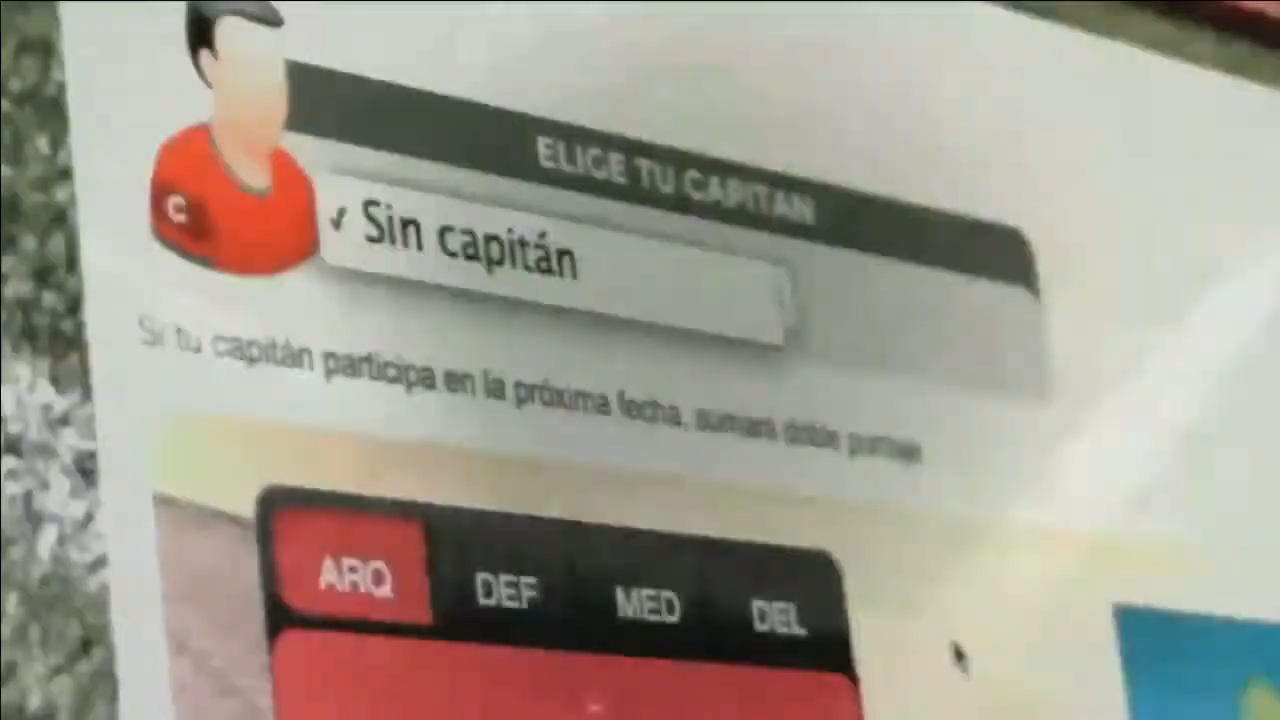 ELIGE TU CAPITAN
C
✓ Sin capitán
Si tu capitán participa en la próxima fecha, sumará doble puntaje
ARQ DEF MED DEL